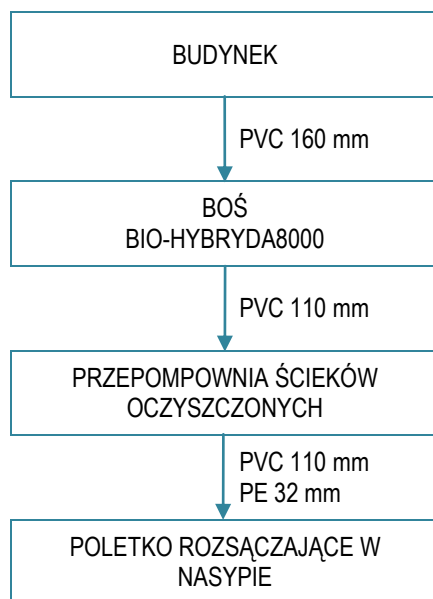 BUDYNEK
PVC 160 mm
BOŚ
BIO-HYBRYDA8000
PVC 110 mm
PRZEPOMPOWNIA ŚCIEKÓW
OCZYSZCZONYCH
PVC 110 mm
PE 32 mm
POLETKO ROZSĄCZAJĄCE W
NASYPIE